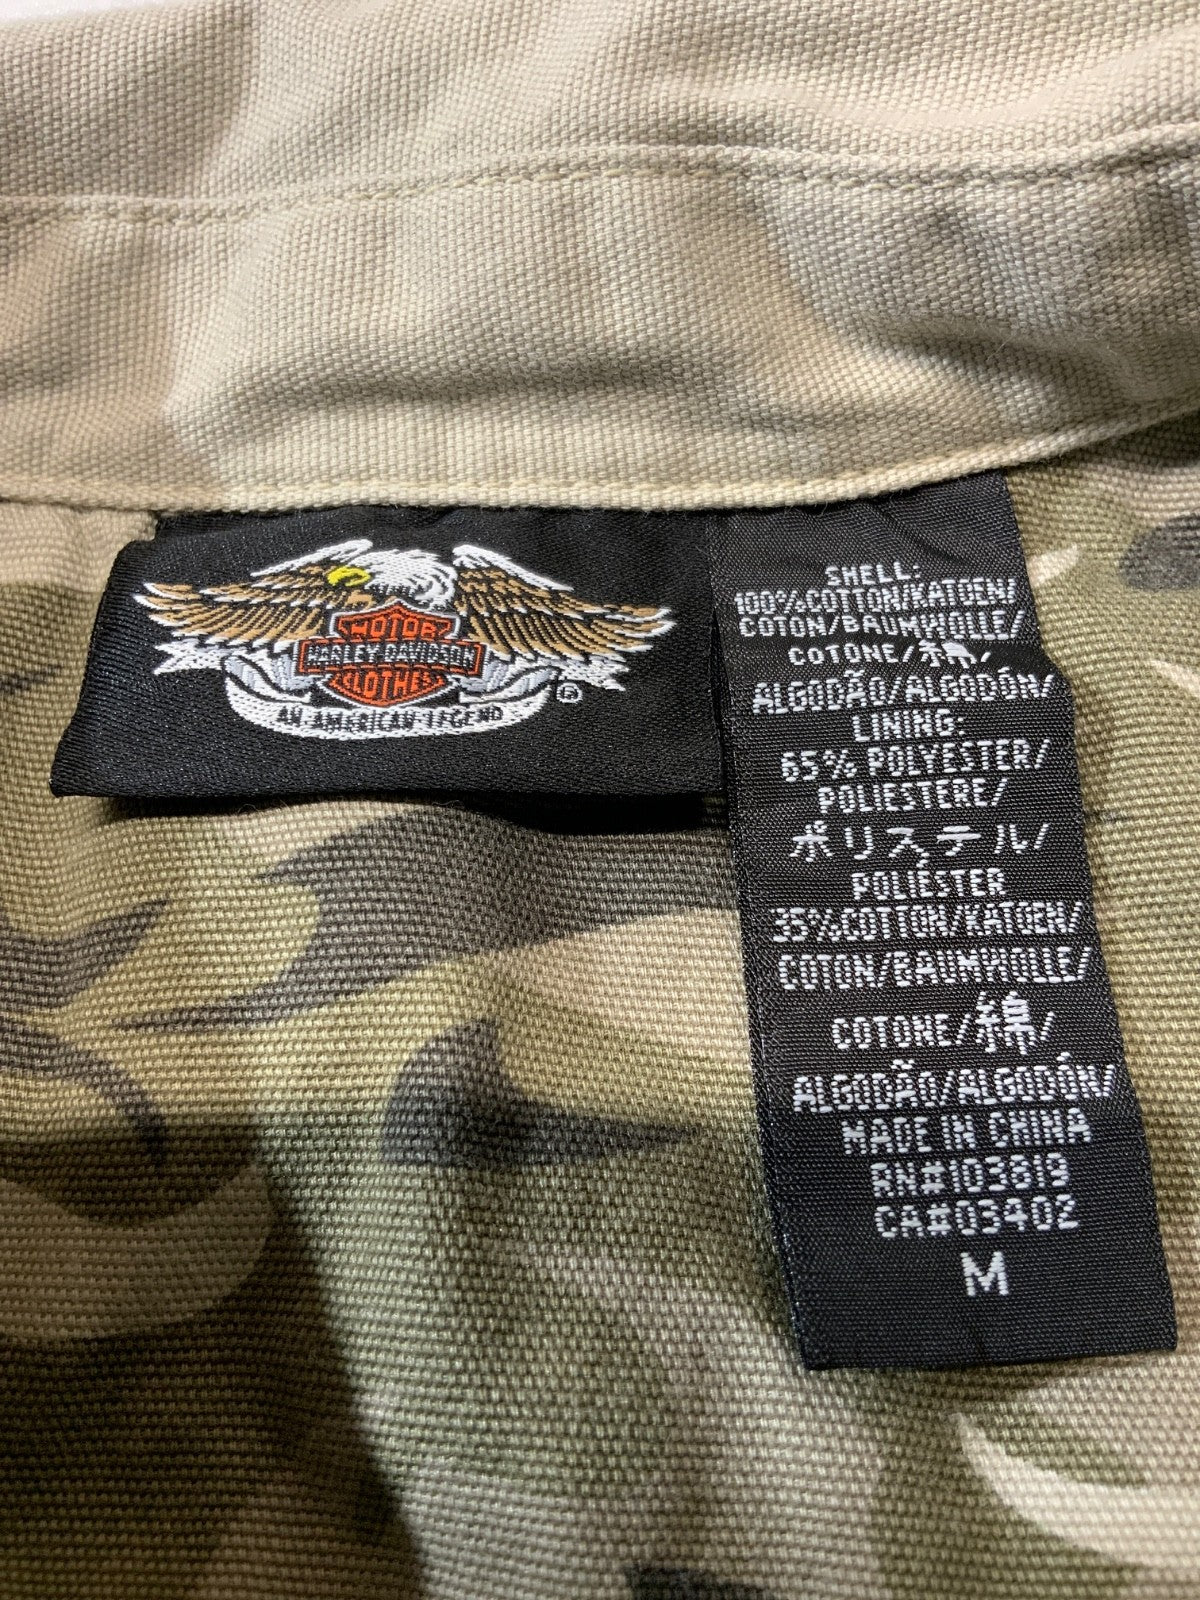 MOTOR
HARLEY-DAVIDSON
CLOTHES
AN AMERICAN LEGEND
®
SHELL:
100%COTTON/KATOEN/
COTON/BAUMWOLLE/
COTONE/綿/
ALGODÃO/ALGODÓN/
LINING:
65% POLYESTER/
POLIESTERE/
ポリステル/
POLIÉSTER
35%COTTON/KATOEN/
COTON/BAUMWOLLE/
COTONE/綿/
ALGODÃO/ALGODÓN/
MADE IN CHINA
RN#103819
CA#03402
M